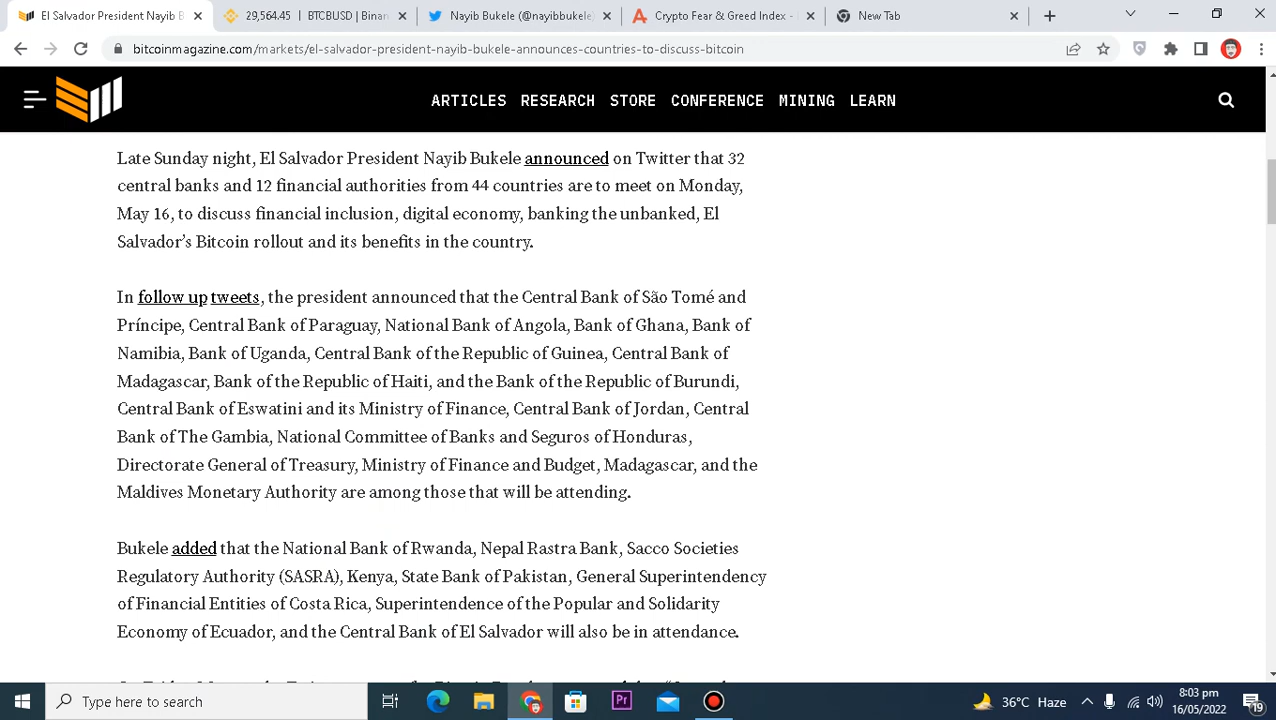 El Salvador President Nayib B
29,564.45 | BTCBUSD | Binan
Nayib Bukele (@nayibbukele)
Crypto Fear & Greed Index -
New Tab
bitcoinmagazine.com/markets/el-salvador-president-nayib-bukele-announces-countries-to-discuss-bitcoin
ARTICLES RESEARCH STORE CONFERENCE MINING LEARN
Late Sunday night, El Salvador President Nayib Bukele announced on Twitter that 32
central banks and 12 financial authorities from 44 countries are to meet on Monday,
May 16, to discuss financial inclusion, digital economy, banking the unbanked, El
Salvador’s Bitcoin rollout and its benefits in the country.
In follow up tweets, the president announced that the Central Bank of São Tomé and
Príncipe, Central Bank of Paraguay, National Bank of Angola, Bank of Ghana, Bank of
Namibia, Bank of Uganda, Central Bank of the Republic of Guinea, Central Bank of
Madagascar, Bank of the Republic of Haiti, and the Bank of the Republic of Burundi,
Central Bank of Eswatini and its Ministry of Finance, Central Bank of Jordan, Central
Bank of The Gambia, National Committee of Banks and Seguros of Honduras,
Directorate General of Treasury, Ministry of Finance and Budget, Madagascar, and the
Maldives Monetary Authority are among those that will be attending.
Bukele added that the National Bank of Rwanda, Nepal Rastra Bank, Sacco Societies
Regulatory Authority (SASRA), Kenya, State Bank of Pakistan, General Superintendency
of Financial Entities of Costa Rica, Superintendence of the Popular and Solidarity
Economy of Ecuador, and the Central Bank of El Salvador will also be in attendance.
Type here to search
Pr
36°C Haze
8:03 pm
16/05/2022
19